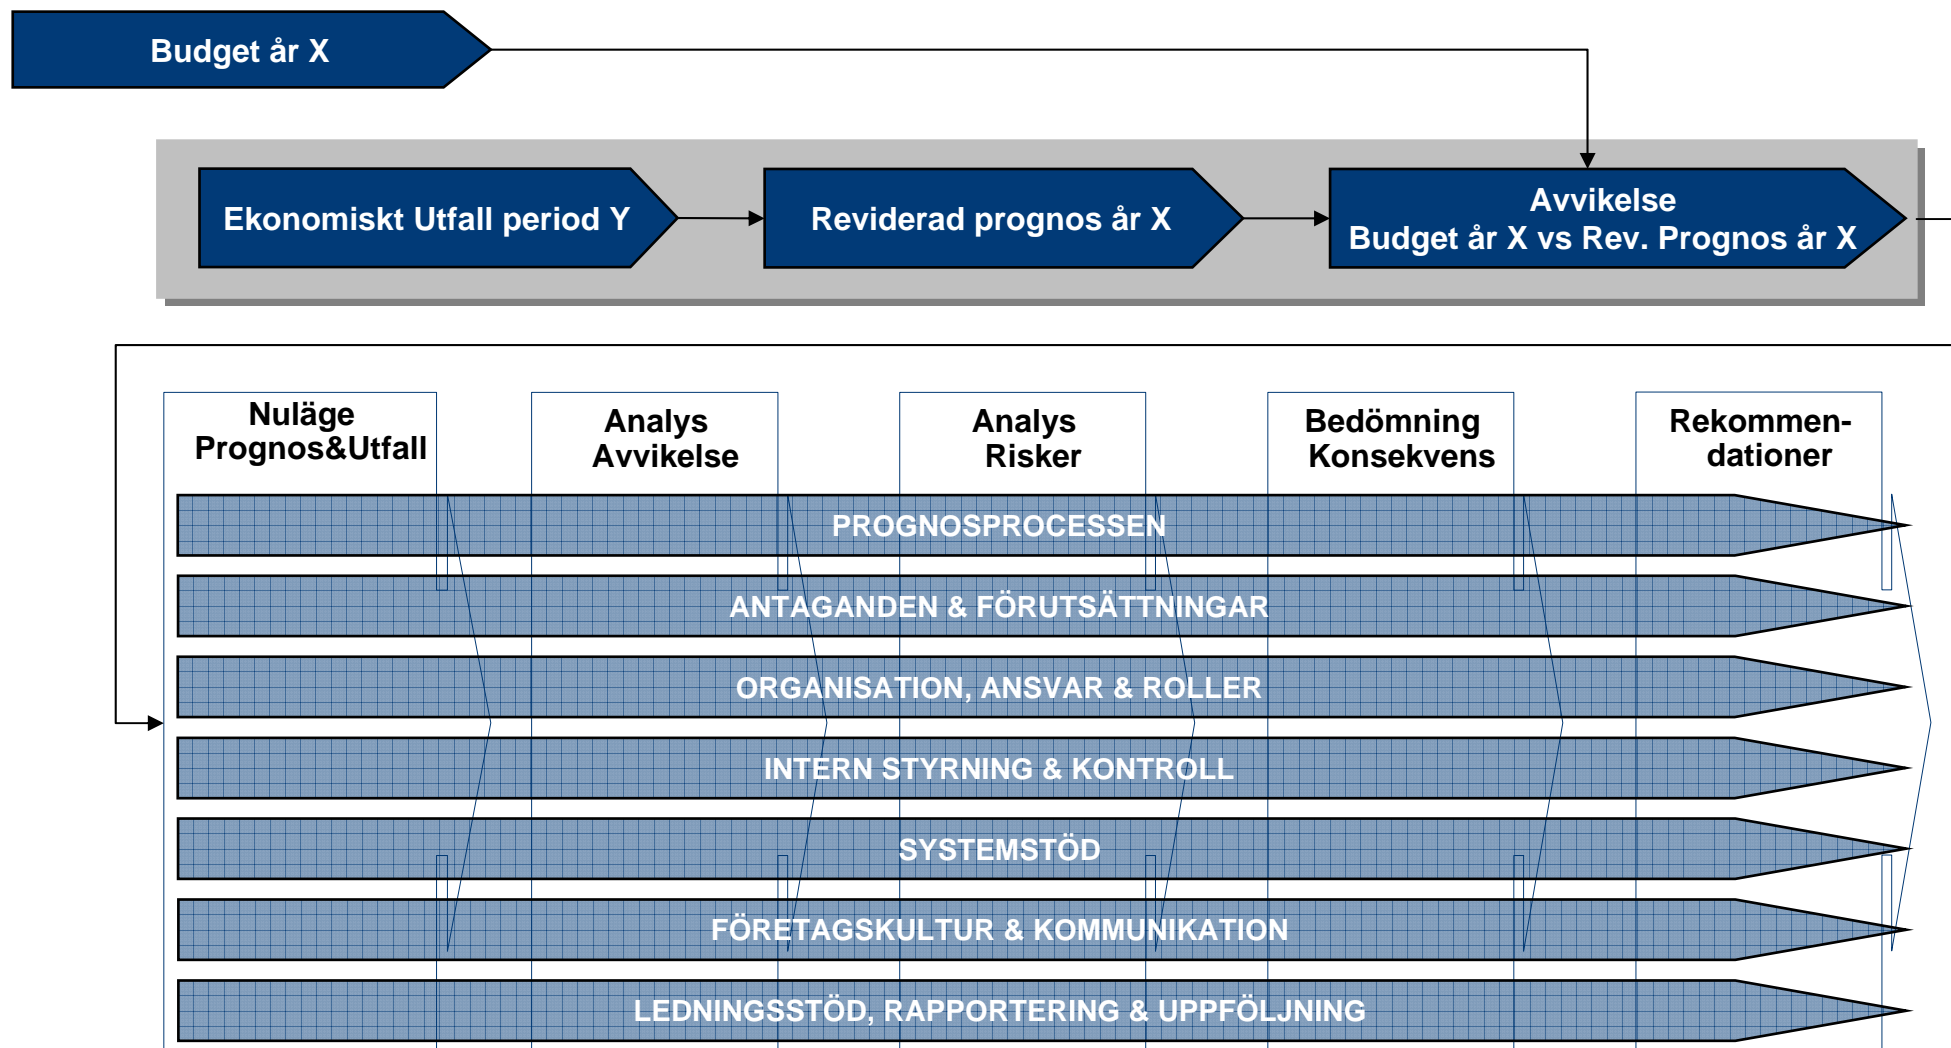 Budget år X
Ekonomiskt Utfall period Y
Reviderad prognos år X
Avvikelse
Budget år X vs Rev. Prognos år X
Nuläge
Prognos&Utfall
Analys
Avvikelse
Analys
Risker
Bedömning
Konsekvens
Rekommen-
dationer
PROGNOSPROCESSEN
ANTAGANDEN & FÖRUTSÄTTNINGAR
ORGANISATION, ANSVAR & ROLLER
INTERN STYRNING & KONTROLL
SYSTEMSTÖD
FÖRETAGSKULTUR & KOMMUNIKATION
LEDNINGSSTÖD, RAPPORTERING & UPPFÖLJNING